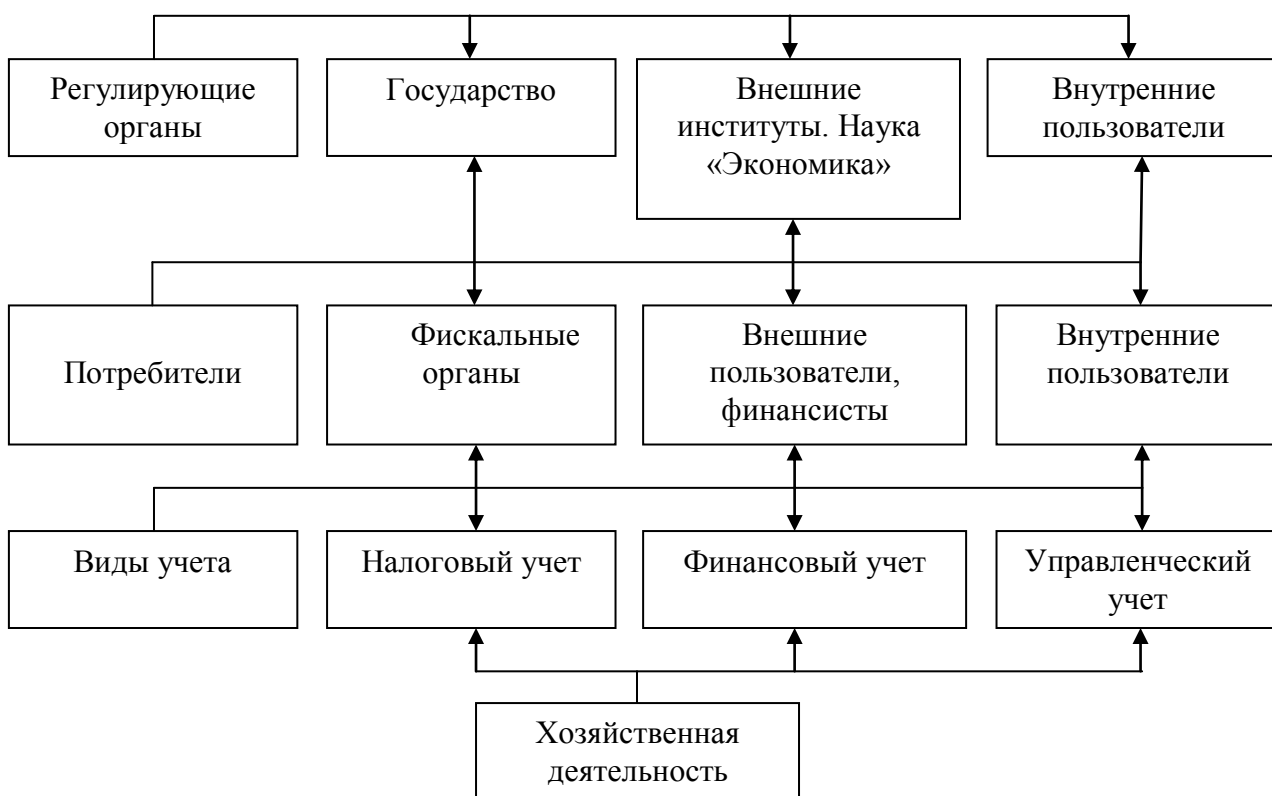 Регулирующие
органы
Государство
Внешние
институты. Наука
«Экономика»
Внутренние
пользователи
Потребители
Фискальные
органы
Внешние
пользователи,
финансисты
Внутренние
пользователи
Виды учета
Налоговый учет
Финансовый учет
Управленческий
учет
Хозяйственная
деятельность